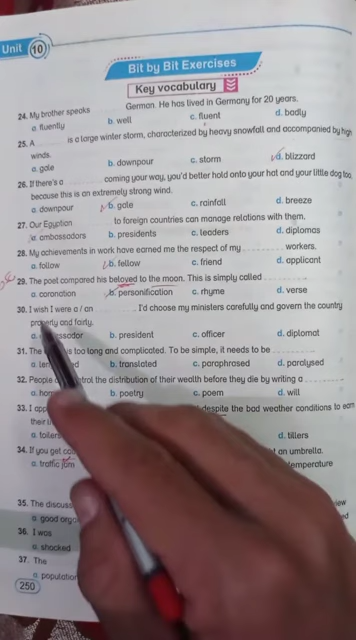 Unit 10
Bit by Bit Exercises
Key vocabulary
24. My brother speaks German. He has lived in Germany for 20 years.
a. fluently b. well c. fluent d. badly
25. A is a large winter storm, characterized by heavy snowfall and accompanied by high
winds.
a. gale b. downpour c. storm d. blizzard
26. If there's a coming your way, you'd better hold onto your hat and your little dog too,
because this is an extremely strong wind.
a. downpour b. gale c. rainfall d. breeze
27. Our Egyptian to foreign countries can manage relations with them.
a. ambassadors b. presidents c. leaders d. diplomas
28. My achievements in work have earned me the respect of my workers.
a. follow b. fellow c. friend d. applicant
29. The poet compared his beloved to the moon. This is simply called
a. coronation b. personification c. rhyme d. verse
30. I wish I were a / an I'd choose my ministers carefully and govern the country
properly and fairly.
b. president c. officer d. diplomat
31. The is too long and complicated. To be simple, it needs to be
b. translated c. paraphrased d. paralysed
32. People control the distribution of their wealth before they die by writing a
b. poetry c. poem d. will
33. I despite the bad weather conditions to earn
their
a. toilers d. tillers
34. If you get an umbrella.
a. traffic jam temperature
35. The
a. good
36. I was
a. shocked
37. The
a. population
250